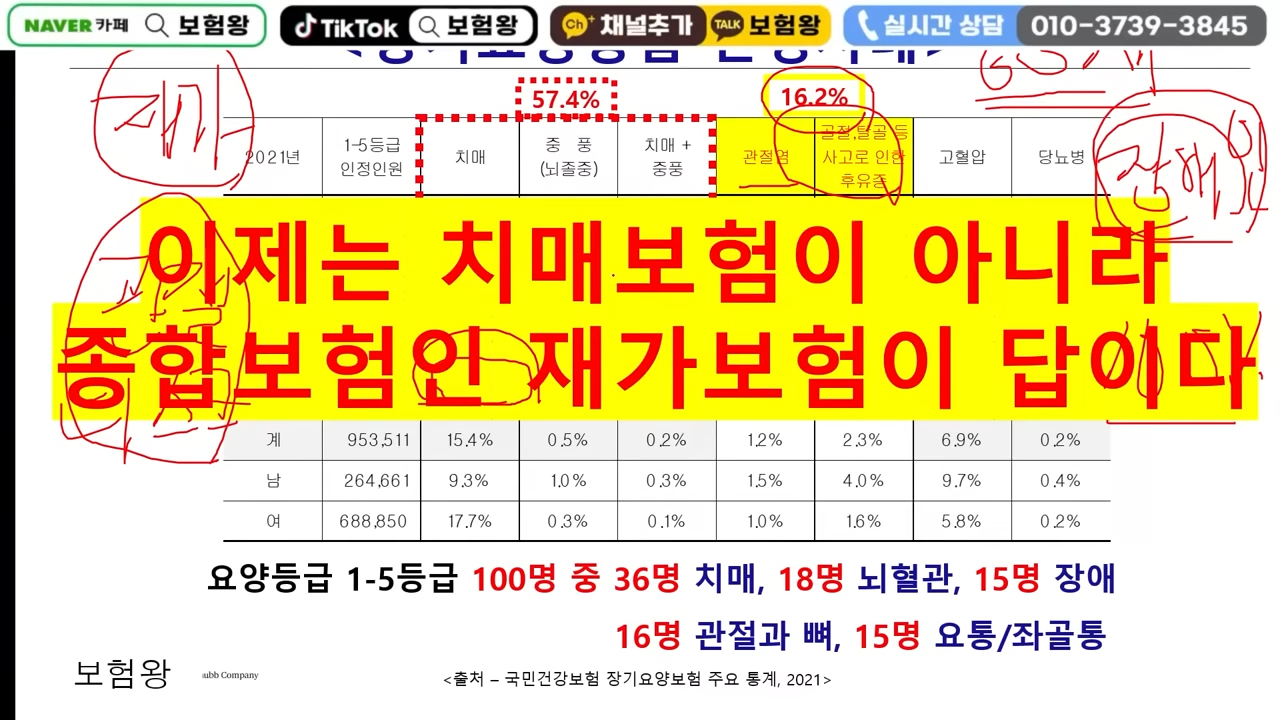 NAVER 카페 보험왕 TikTok 보험왕 Ch+ 채널추가 TALK 보험왕 실시간 상담 010-3739-3845
57.4% 16.2%
재가
장해인
2021년 1-5등급 인정인원 치매 중 풍 (뇌졸중) 치매 + 중풍 관절염 골절,탈골 등 사고로 인한 후유증 고혈압 당뇨병
이제는 치매보험이 아니라
종합보험인 재가보험이 답이다
계 953,511 15.4% 0.5% 0.2% 1.2% 2.3% 6.9% 0.2%
남 264,661 9.3% 1.0% 0.3% 1.5% 4.0% 9.7% 0.4%
여 688,850 17.7% 0.3% 0.1% 1.0% 1.6% 5.8% 0.2%
요양등급 1-5등급 100명 중 36명 치매, 18명 뇌혈관, 15명 장애
16명 관절과 뼈, 15명 요통/좌골통
보험왕 Company
<출처 – 국민건강보험 장기요양보험 주요 통계, 2021>